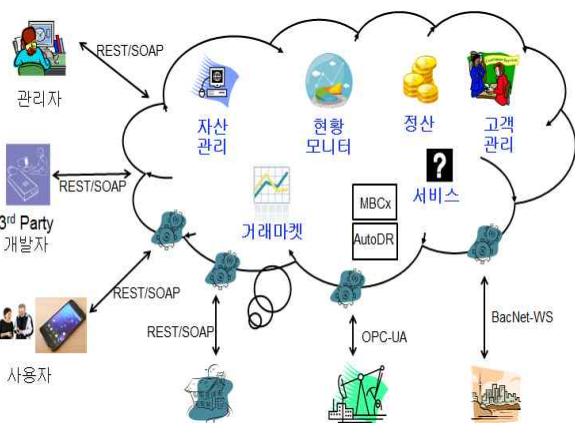 REST/SOAP
관리자
자산
관리
현황
모니터
정산
고객
관리
REST/SOAP
3rd Party
개발자
거래마켓
MBCx
AutoDR
?
서비스
REST/SOAP
사용자
REST/SOAP
OPC-UA
BacNet-WS